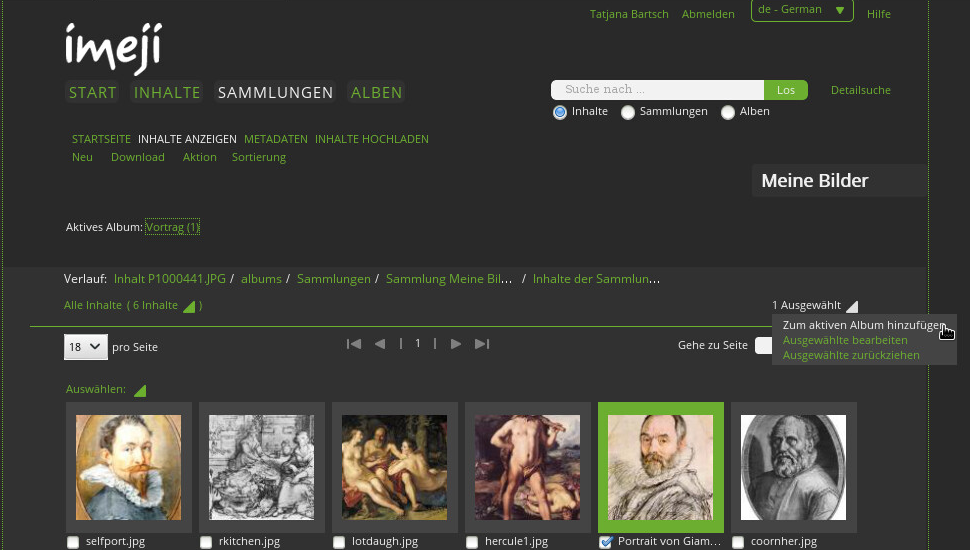 Tatjana Bartsch Abmelden de - German Hilfe
imeji
START INHALTE SAMMLUNGEN ALBEN
Suche nach ... Los Detailsuche
Inhalte Sammlungen Alben
STARTSEITE INHALTE ANZEIGEN METADATEN INHALTE HOCHLADEN
Neu Download Aktion Sortierung
Meine Bilder
Aktives Album: Vortrag (1)
Verlauf: Inhalt P1000441.JPG / albums / Sammlungen / Sammlung Meine Bil... / Inhalte der Sammlun...
Alle Inhalte ( 6 Inhalte ) 1 Ausgewählt
Zum aktiven Album hinzufügen
Ausgewählte bearbeiten
Ausgewählte zurückziehen
18 pro Seite 1 Gehe zu Seite
Auswählen:
selfport.jpg rkitchen.jpg lotdaugh.jpg hercule1.jpg Portrait von Giam... coornher.jpg